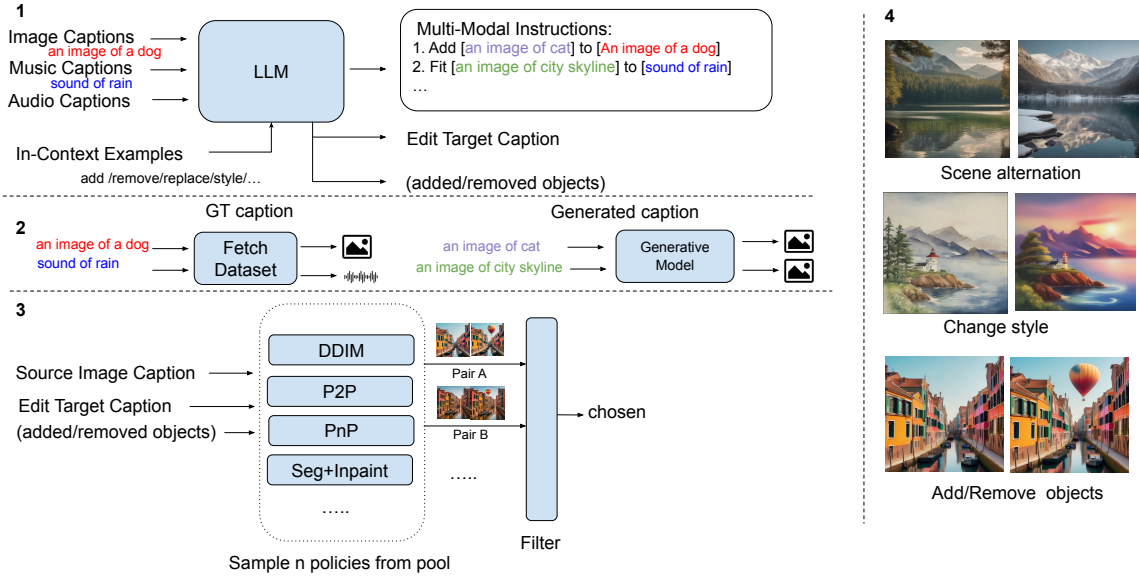 1
Image Captions
an image of a dog
Music Captions
sound of rain
Audio Captions
LLM
Multi-Modal Instructions:
1. Add [an image of cat] to [An image of a dog]
2. Fit [an image of city skyline] to [sound of rain]
...
In-Context Examples
add /remove/replace/style/...
Edit Target Caption
(added/removed objects)
2
GT caption
an image of a dog
sound of rain
Fetch
Dataset
Generated caption
an image of cat
an image of city skyline
Generative
Model
3
Source Image Caption
Edit Target Caption
(added/removed objects)
DDIM
P2P
PnP
Seg+Inpaint
.....
Sample n policies from pool
Pair A
Pair B
.....
Filter
chosen
4
Scene alternation
Change style
Add/Remove objects